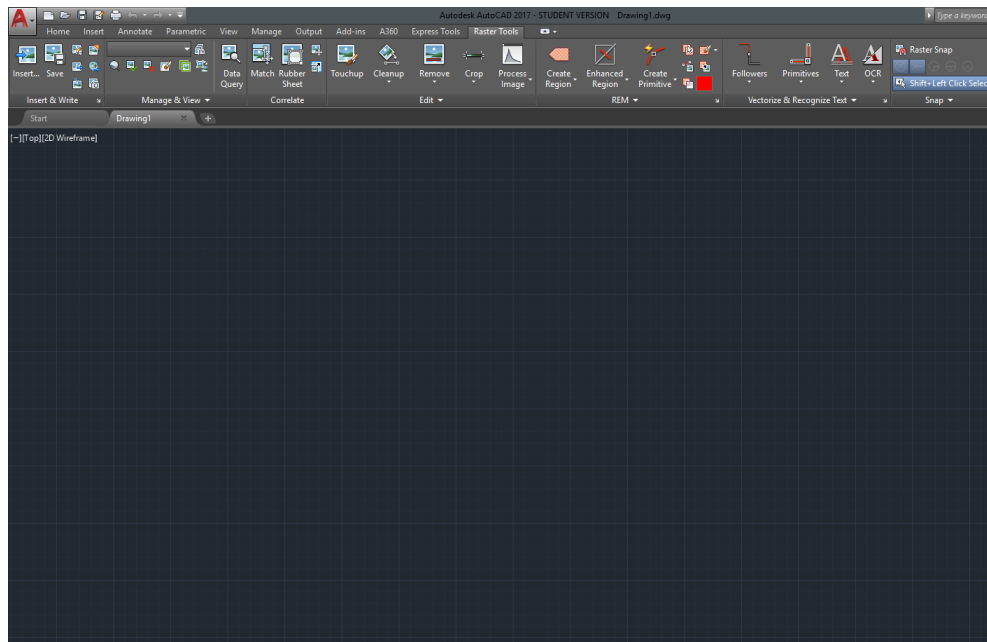 Autodesk AutoCAD 2017 - STUDENT VERSION Drawing1.dwg
Type a keyword
Home Insert Annotate Parametric View Manage Output Add-ins A360 Express Tools Raster Tools
Insert... Save Data Query Match Rubber Sheet Touchup Cleanup Remove Crop Process Image Create Region Enhanced Region Create Primitive Followers Primitives Text OCR Raster Snap
Shift+Left Click Selec
Insert & Write Manage & View Correlate Edit REM Vectorize & Recognize Text Snap
Start Drawing1
[−][Top][2D Wireframe]